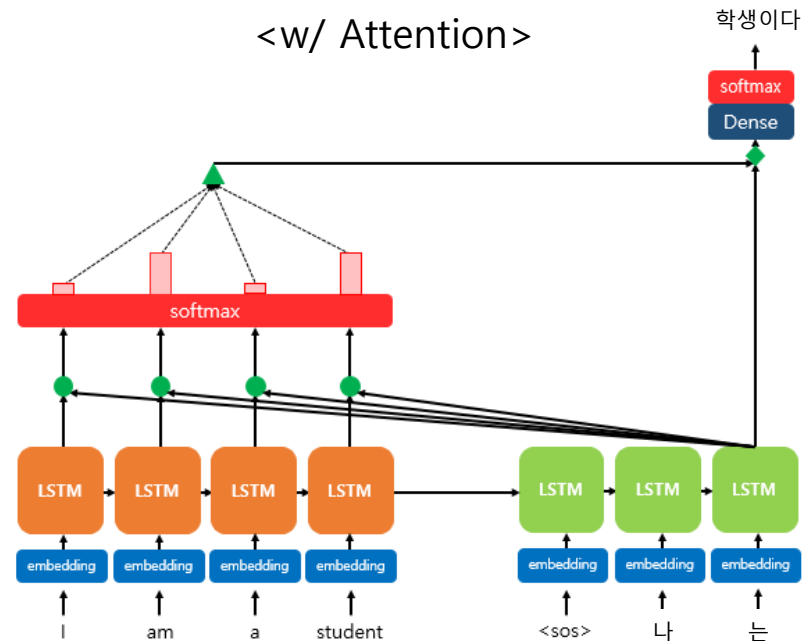 <w/ Attention>
학생이다
softmax
Dense
softmax
LSTM LSTM LSTM LSTM LSTM LSTM LSTM
embedding embedding embedding embedding embedding embedding embedding
I am a student <sos> 나 는